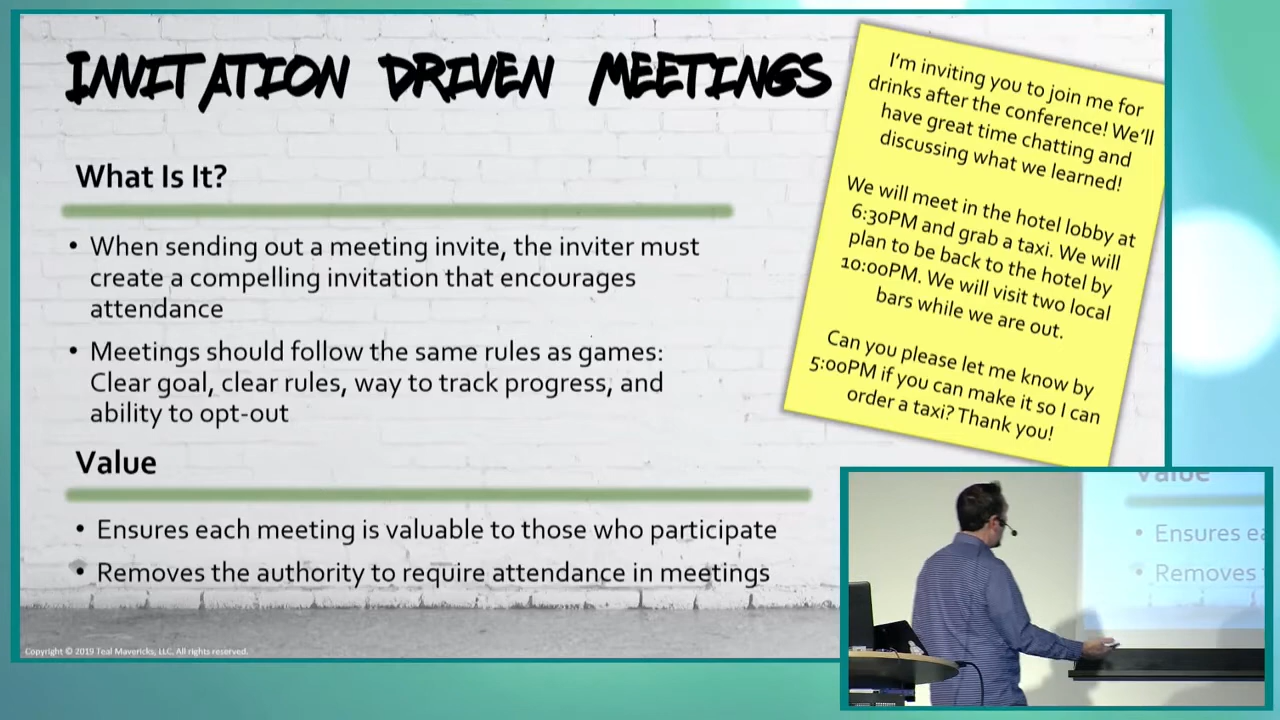 INVITATION DRIVEN MEETINGS
What Is It?
• When sending out a meeting invite, the inviter must
create a compelling invitation that encourages
attendance
• Meetings should follow the same rules as games:
Clear goal, clear rules, way to track progress, and
ability to opt-out
Value
• Ensures each meeting is valuable to those who participate
• Removes the authority to require attendance in meetings
Copyright © 2019 Teal Mavericks, LLC. All rights reserved.
I'm inviting you to join me for
drinks after the conference! We'll
have great time chatting and
discussing what we learned!
We will meet in the hotel lobby at
6:30PM and grab a taxi. We will
plan to be back to the hotel by
10:00PM. We will visit two local
bars while we are out.
Can you please let me know by
5:00PM if you can make it so I can
order a taxi? Thank you!
Value
• Ensures ea
• Removes